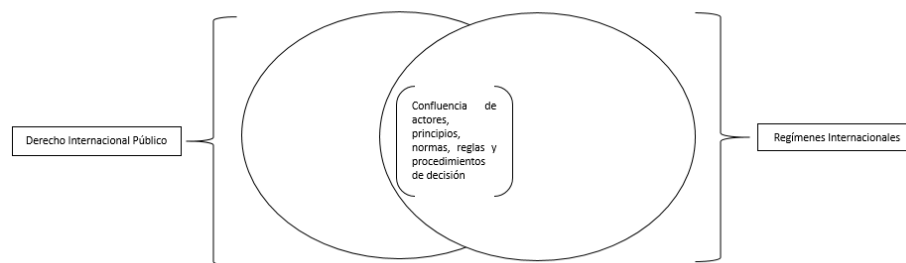 Derecho Internacional Público
Confluencia de
actores,
principios,
normas, reglas y
procedimientos
de decisión
Regímenes Internacionales